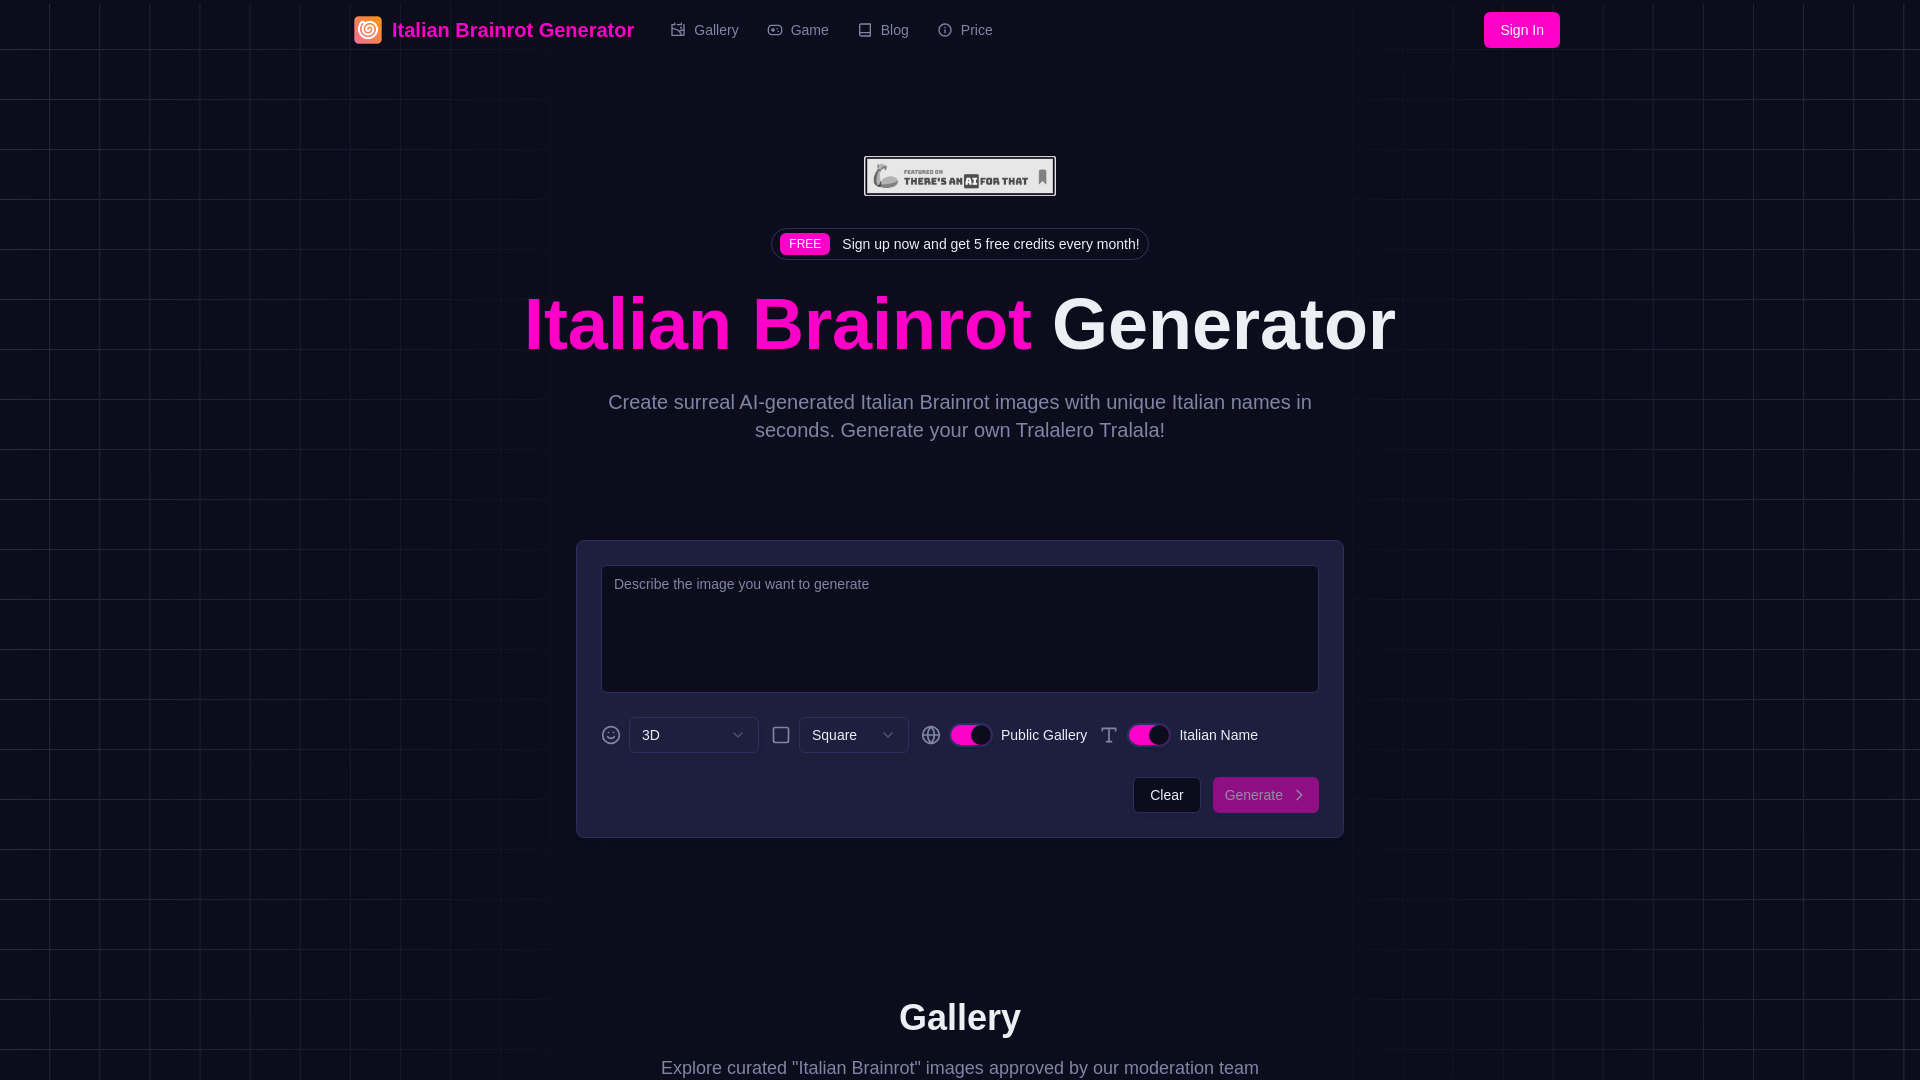 Italian Brainrot Generator
Gallery
Game
Blog
Price
Sign In
FEATURED ON
THERE'S AN AI FOR THAT
FREE
Sign up now and get 5 free credits every month!
Italian Brainrot Generator
Create surreal AI-generated Italian Brainrot images with unique Italian names in
seconds. Generate your own Tralalero Tralala!
Describe the image you want to generate
3D
Square
Public Gallery
Italian Name
Clear
Generate
Gallery
Explore curated "Italian Brainrot" images approved by our moderation team